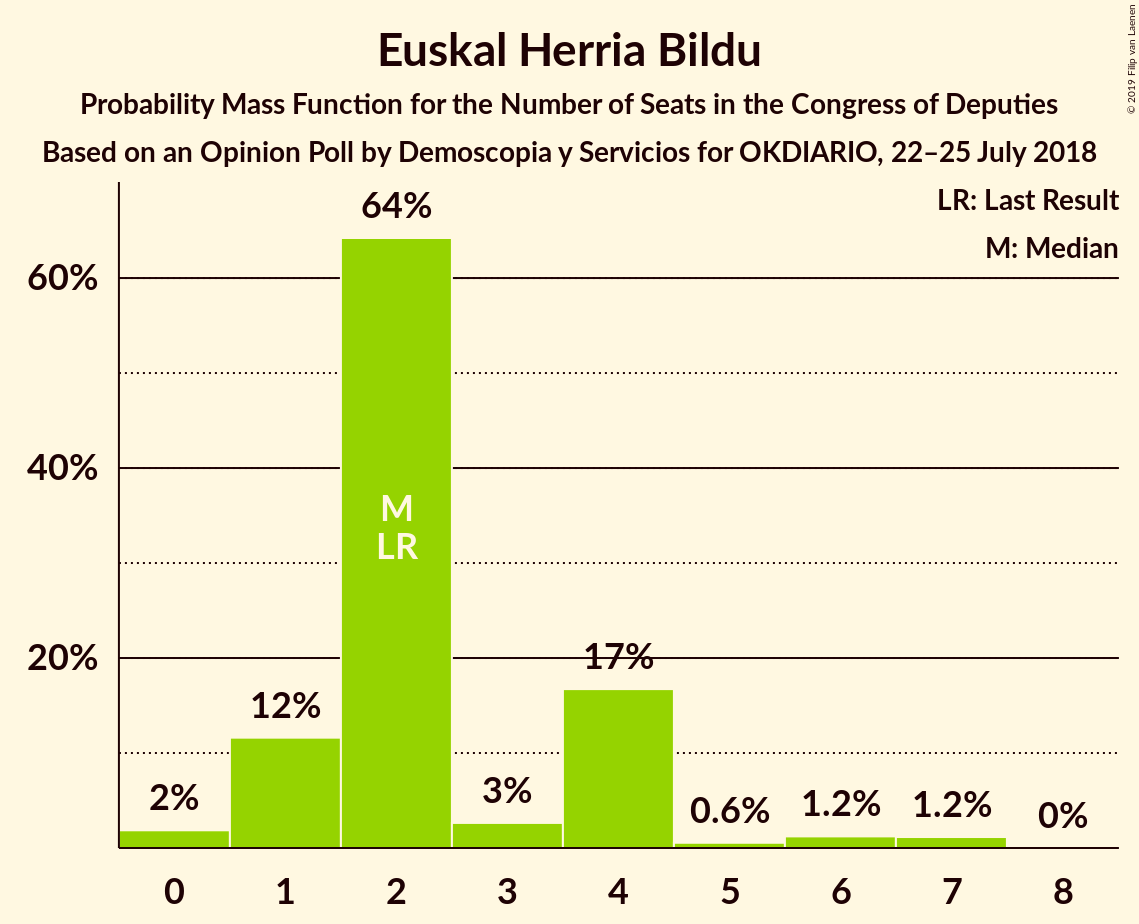 Euskal Herria Bildu
Probability Mass Function for the Number of Seats in the Congress of Deputies
Based on an Opinion Poll by Demoscopia y Servicios for OKDIARIO, 22–25 July 2018
© 2019 Filip van Laenen
LR: Last Result
M: Median
64%
60%
40%
M
LR
20%
17%
12%
2%
3%
0.6%
1.2%
1.2%
0%
0 1 2 3 4 5 6 7 8